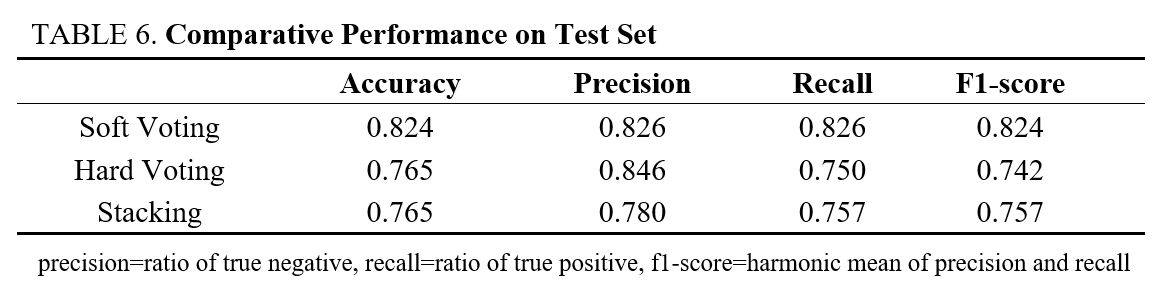 TABLE 6. Comparative Performance on Test Set
Accuracy Precision Recall F1-score
Soft Voting 0.824 0.826 0.826 0.824
Hard Voting 0.765 0.846 0.750 0.742
Stacking 0.765 0.780 0.757 0.757
precision=ratio of true negative, recall=ratio of true positive, f1-score=harmonic mean of precision and recall